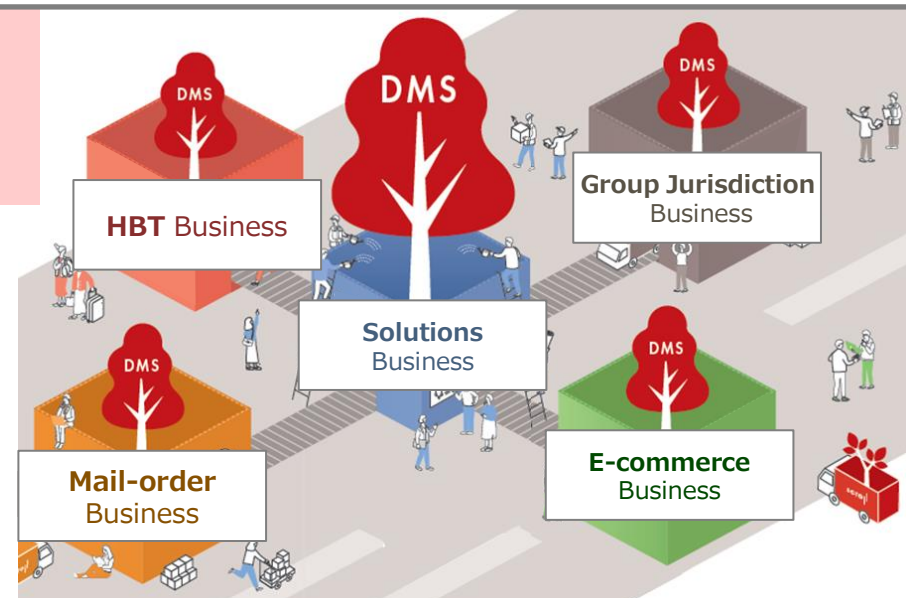 DMS
HBT Business
DMS
DMS
Group Jurisdiction
Business
Solutions
Business
DMS
Mail-order
Business
DMS
E-commerce
Business